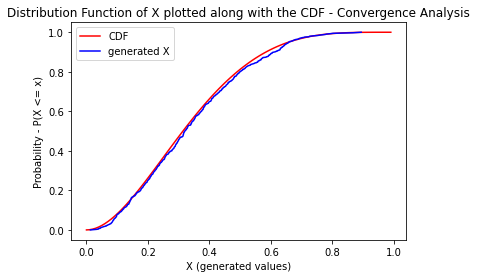 Distribution Function of X plotted along with the CDF - Convergence Analysis
CDF
generated X
Probability - P(X <= x)
1.0
0.8
0.6
0.4
0.2
0.0
0.0 0.2 0.4 0.6 0.8 1.0
X (generated values)